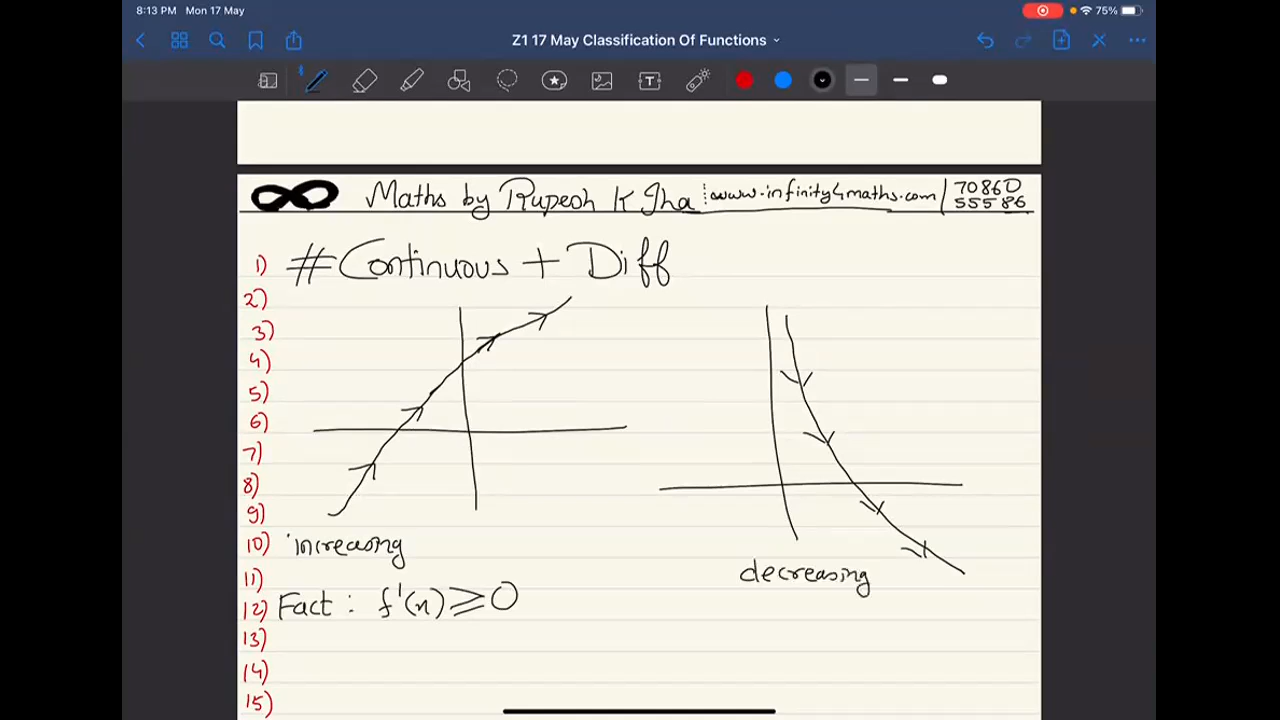 8:13 PM Mon 17 May
75%
Z1 17 May Classification Of Functions
T
Maths by Rupesh K Jha www.infinity4maths.com / 70860 55586
1) # Continuous + Diff
2)
3)
4)
5)
6)
7)
8)
9)
10) increasing
decreasing
11)
12) Fact : f'(x) ≥ 0
13)
14)
15)